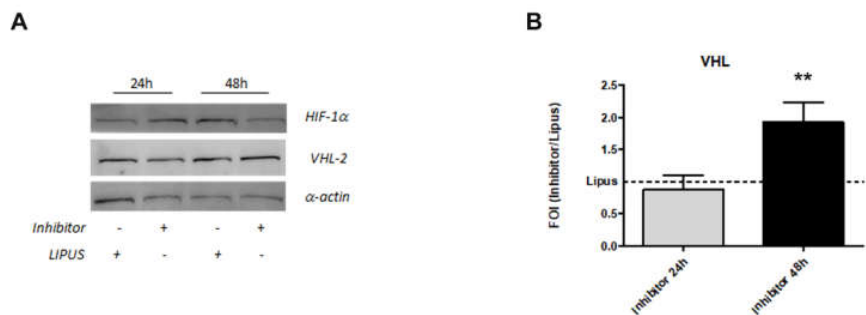 A
24h 48h
HIF-1α
VHL-2
α-actin
Inhibitor - + - +
LIPUS + - + -
B
VHL
**
2.5
2.0
1.5
Lipus 1.0
0.5
0.0
FOI (Inhibitor/Lipus)
Inhibitor 24h
Inhibitor 48h